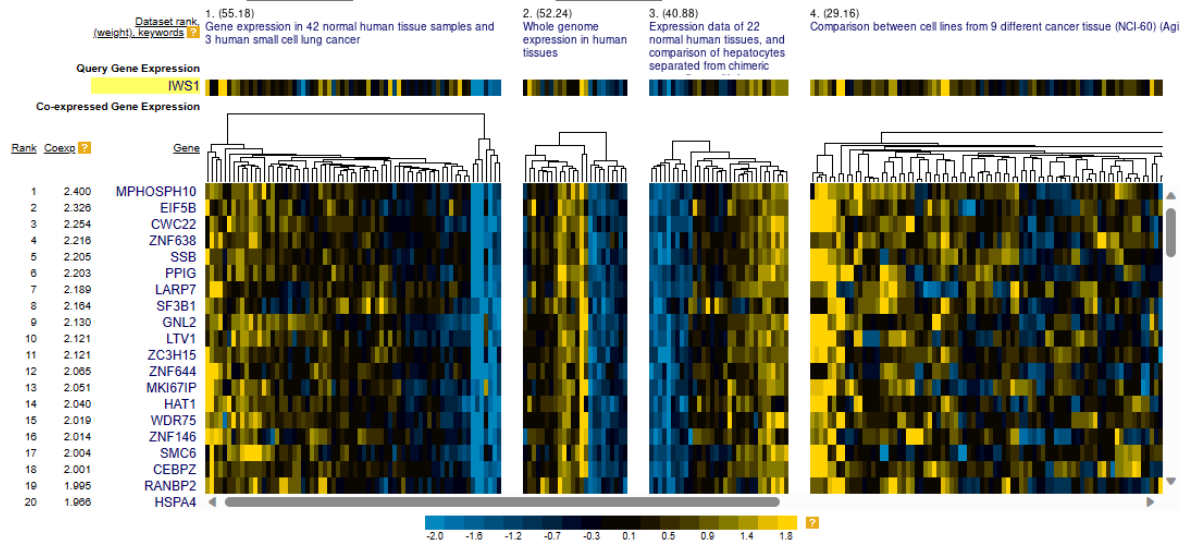 Dataset rank, (weight), keywords ?
1. (55.18)
Gene expression in 42 normal human tissue samples and
3 human small cell lung cancer
2. (52.24)
Whole genome
expression in human
tissues
3. (40.88)
Expression data of 22
normal human tissues, and
comparison of hepatocytes
separated from chimeric
4. (29.16)
Comparison between cell lines from 9 different cancer tissue (NCI-60) (Agi
Query Gene Expression
IWS1
Co-expressed Gene Expression
Rank Coexp ? Gene
1 2.400 MPHOSPH10
2 2.326 EIF5B
3 2.254 CWC22
4 2.216 ZNF638
5 2.205 SSB
6 2.203 PPIG
7 2.189 LARP7
8 2.164 SF3B1
9 2.130 GNL2
10 2.121 LTV1
11 2.121 ZC3H15
12 2.065 ZNF644
13 2.051 MKI67IP
14 2.040 HAT1
15 2.019 WDR75
16 2.014 ZNF146
17 2.004 SMC6
18 2.001 CEBPZ
19 1.995 RANBP2
20 1.966 HSPA4
-2.0 -1.6 -1.2 -0.7 -0.3 0.1 0.5 0.9 1.4 1.8 ?